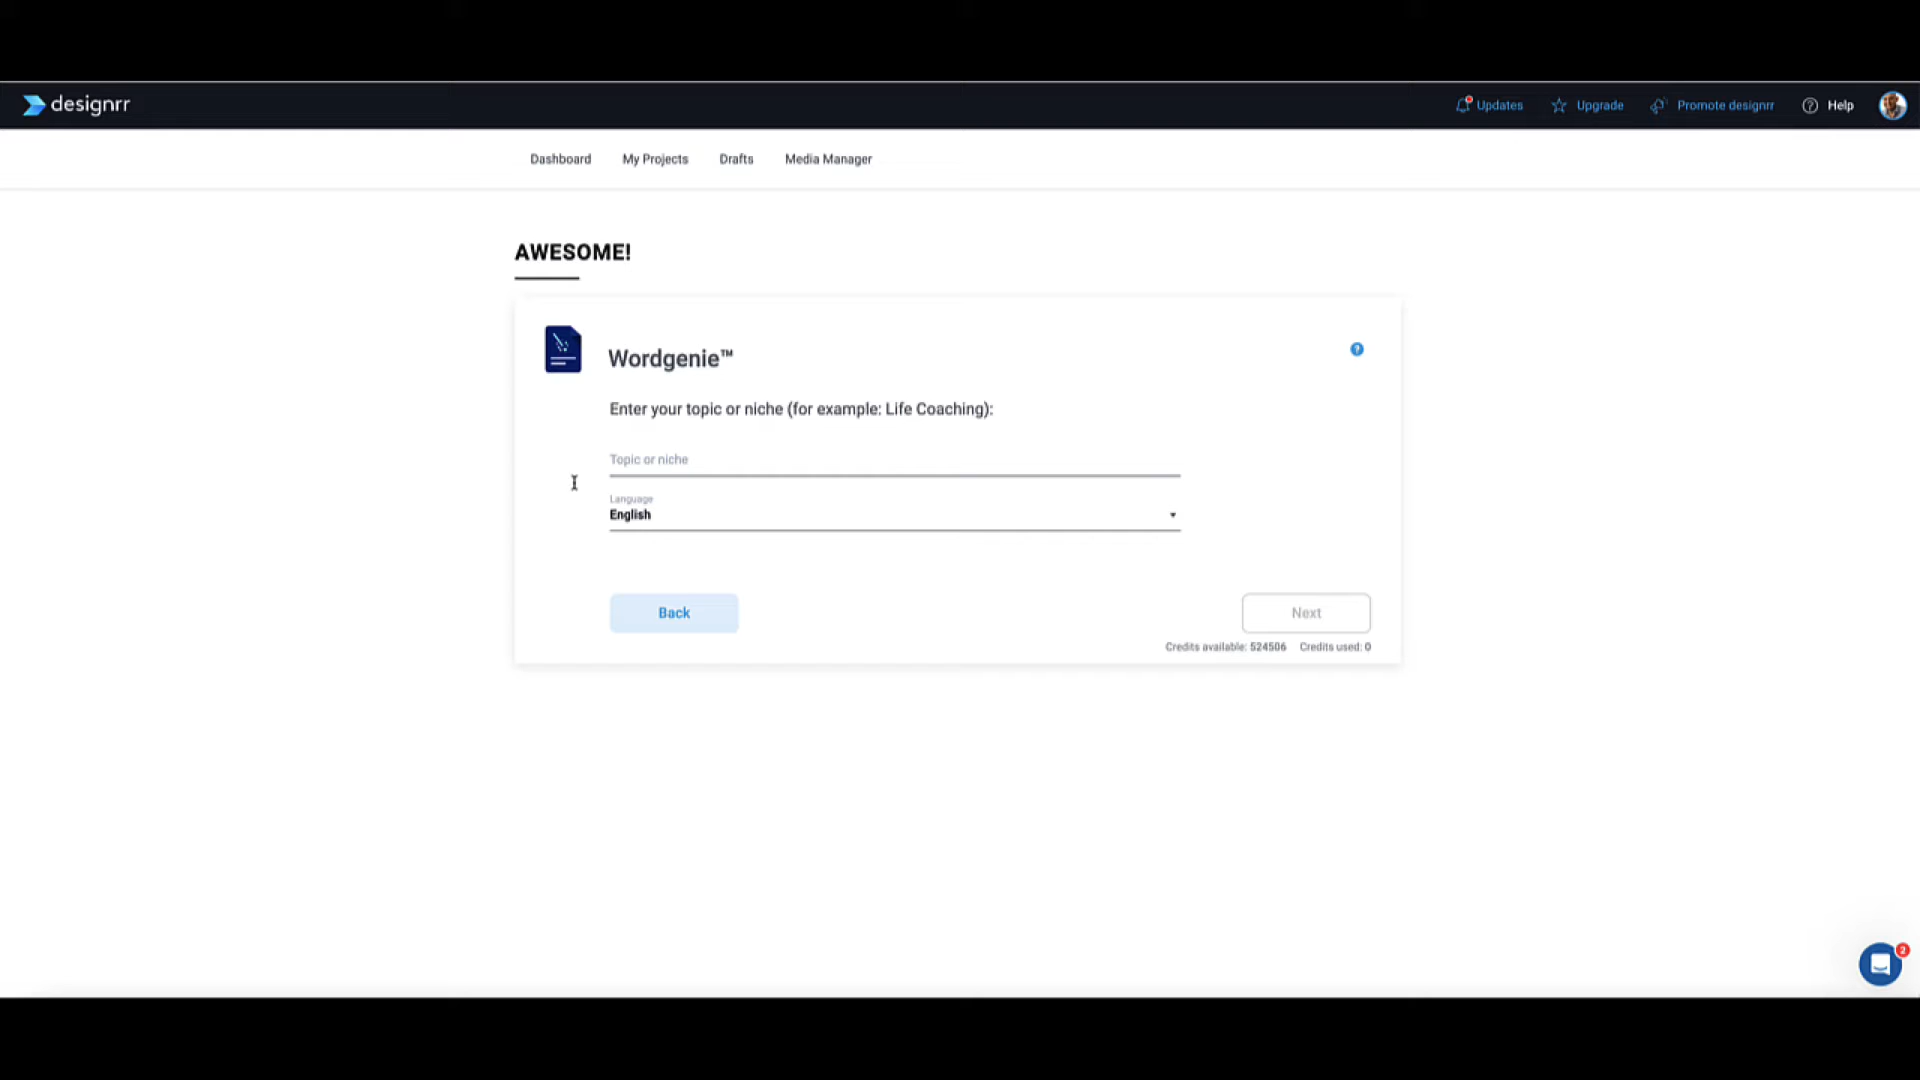 designrr
Updates
Upgrade
Promote designrr
? Help
Dashboard
My Projects
Drafts
Media Manager
AWESOME!
Wordgenie™
?
Enter your topic or niche (for example: Life Coaching):
Topic or niche
Language
English
Back
Next
Credits available: 524506 Credits used: 0
2